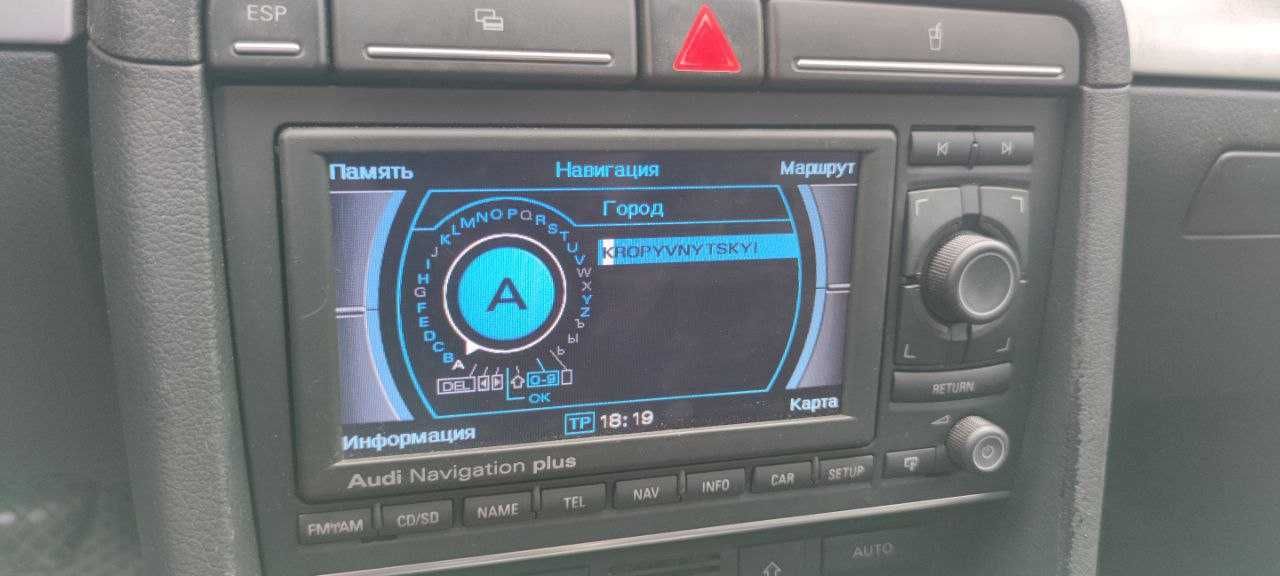 ESP
Память
Навигация
Маршрут
Город
KROPYVNYTSKYI
A B C D E F G H I J K L M N O P Q R S T U V W X Y Z Ъ Ы Ь
A
DEL
0-9
OK
TP 18:19
Карта
Информация
Audi Navigation plus
RETURN
FM/AM CD/SD NAME TEL NAV INFO CAR SETUP
AUTO